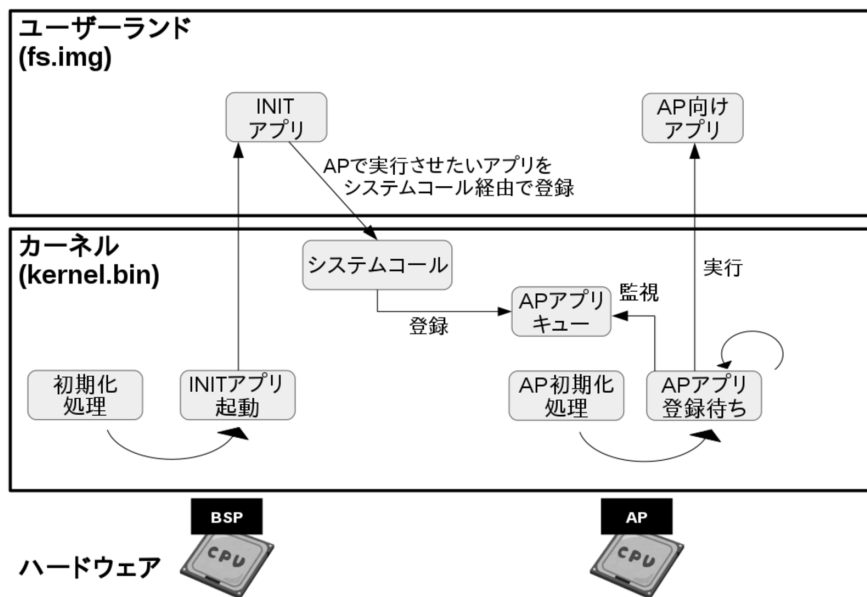 ユーザーランド
(fs.img)
INIT
アプリ
AP向け
アプリ
APで実行させたいアプリを
システムコール経由で登録
カーネル
(kernel.bin)
システムコール
実行
監視
APアプリ
キュー
登録
初期化
処理
INITアプリ
起動
AP初期化
処理
APアプリ
登録待ち
BSP
AP
ハードウェア
CPU
CPU